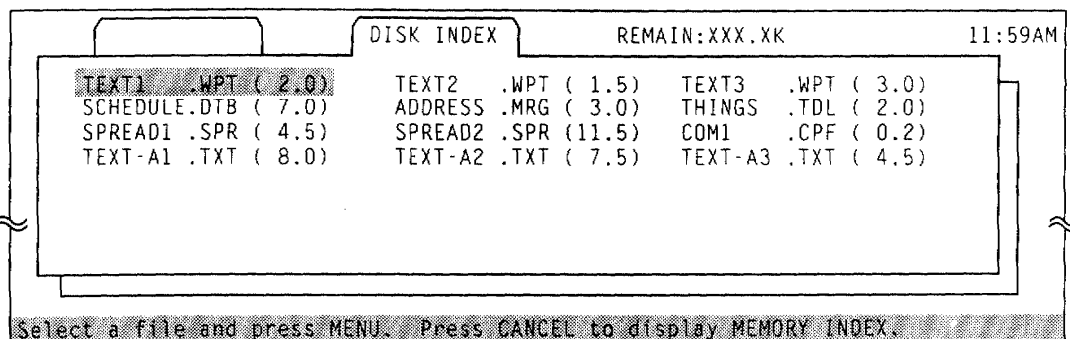 DISK INDEX REMAIN:XXX.XK 11:59AM
TEXT1 .WPT ( 2.0) TEXT2 .WPT ( 1.5) TEXT3 .WPT ( 3.0)
SCHEDULE.DTB ( 7.0) ADDRESS .MRG ( 3.0) THINGS .TDL ( 2.0)
SPREAD1 .SPR ( 4.5) SPREAD2 .SPR (11.5) COM1 .CPF ( 0.2)
TEXT-A1 .TXT ( 8.0) TEXT-A2 .TXT ( 7.5) TEXT-A3 .TXT ( 4.5)
Select a file and press MENU. Press CANCEL to display MEMORY INDEX.